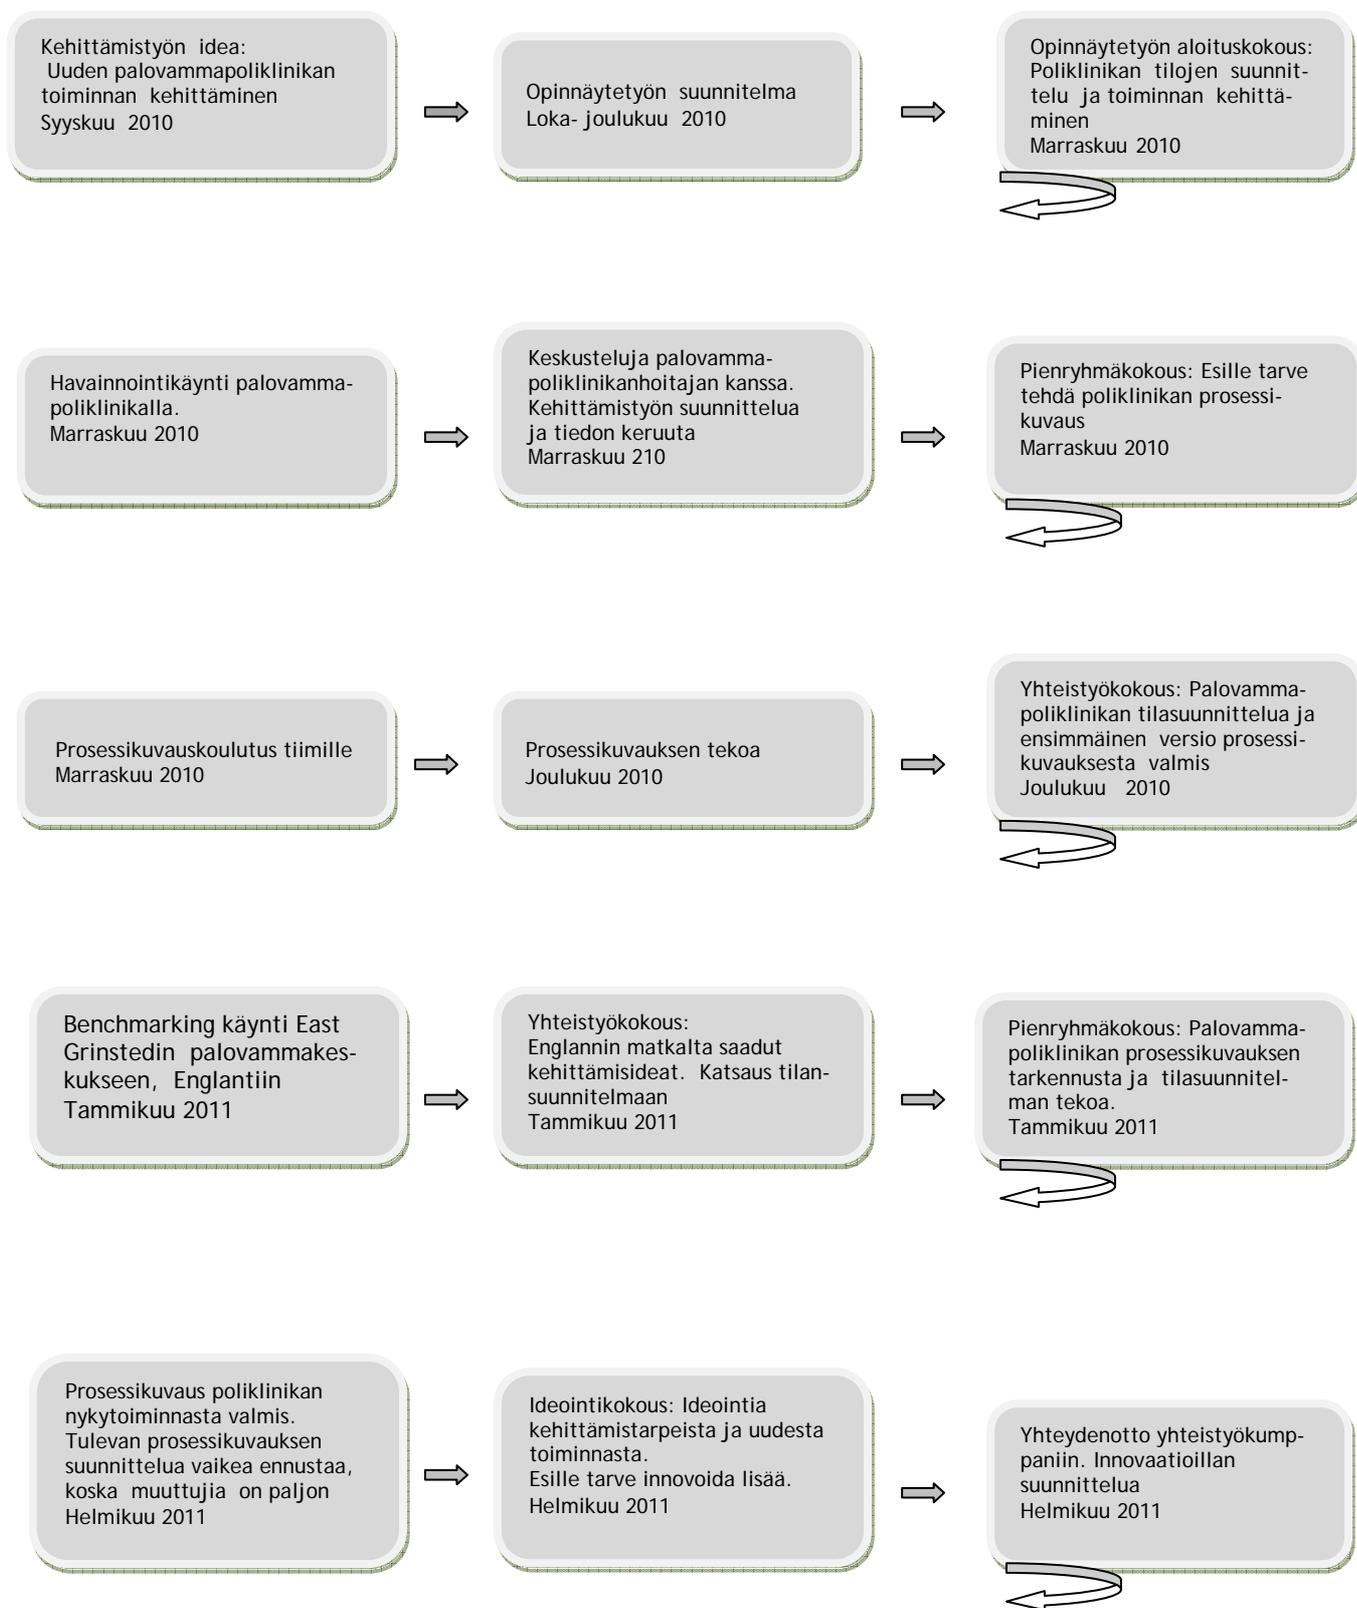 Kehittämistyön idea:
Uuden palovammapoliklinikan
toiminnan kehittäminen
Syyskuu 2010
Opinnäytetyön suunnitelma
Loka- joulukuu 2010
Opinnäytetyön aloituskokous:
Poliklinikan tilojen suunnit-
telu ja toiminnan kehittä-
minen
Marraskuu 2010
Havainnointikäynti palovamma-
poliklinikalla.
Marraskuu 2010
Keskusteluja palovamma-
poliklinikanhoitajan kanssa.
Kehittämistyön suunnittelua
ja tiedon keruuta
Marraskuu 210
Pienryhmäkokous: Esille tarve
tehdä poliklinikan prosessi-
kuvaus
Marraskuu 2010
Prosessikuvauskoulutus tiimille
Marraskuu 2010
Prosessikuvauksen tekoa
Joulukuu 2010
Yhteistyökokous: Palovamma-
poliklinikan tilasuunnittelua ja
ensimmäinen versio prosessi-
kuvauksesta valmis
Joulukuu 2010
Benchmarking käynti East
Grinstedin palovammakes-
kukseen, Englantiin
Tammikuu 2011
Yhteistyökokous:
Englannin matkalta saadut
kehittämisideat. Katsaus tilan-
suunnitelmaan
Tammikuu 2011
Pienryhmäkokous: Palovamma-
poliklinikan prosessikuvauksen
tarkennusta ja tilasuunnitel-
man tekoa.
Tammikuu 2011
Prosessikuvaus poliklinikan
nykytoiminnasta valmis.
Tulevan prosessikuvauksen
suunnittelua vaikea ennustaa,
koska muuttujia on paljon
Helmikuu 2011
Ideointikokous: Ideointia
kehittämistarpeista ja uudesta
toiminnasta.
Esille tarve innovoida lisää.
Helmikuu 2011
Yhteydenotto yhteistyökump-
paniin. Innovaatioillan
suunnittelua
Helmikuu 2011